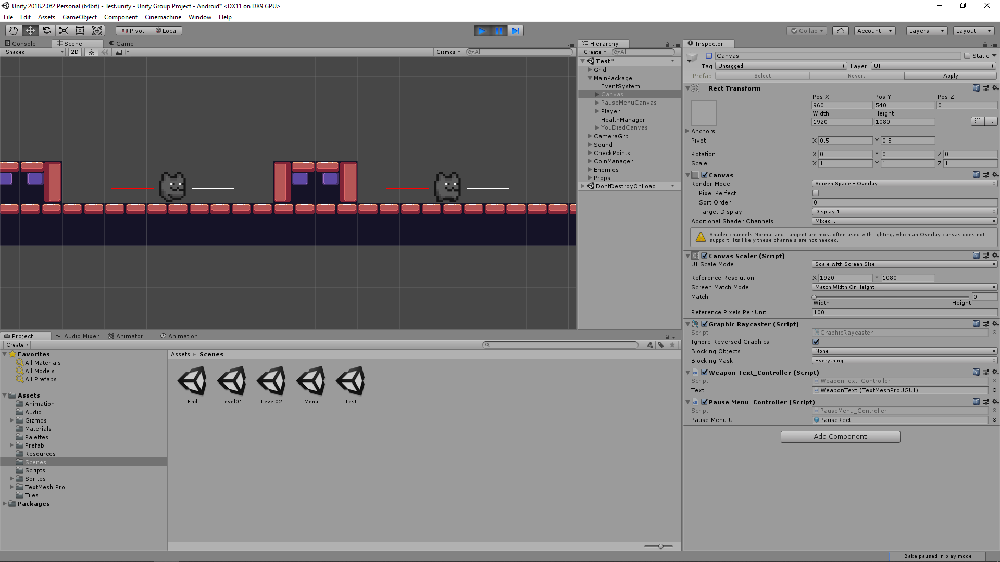 Unity 2018.2.0f2 Personal (64bit) - Test.unity - Unity Group Project - Android* <DX11 on DX9 GPU>
File Edit Assets GameObject Component Cinemachine Window Help
Pivot Local
Collab Account Layers Layout
Console Scene Game
Shaded 2D Gizmos All
Hierarchy
Create All
Test*
Grid
MainPackage
EventSystem
Canvas
PauseMenuCanvas
Player
HealthManager
YouDiedCanvas
CameraGrp
Sound
CheckPoints
CoinManager
Enemies
Props
DontDestroyOnLoad
Inspector
Canvas Static
Tag Untagged Layer UI
Prefab Select Revert Apply
Rect Transform
Pos X Pos Y Pos Z
960 540 0
Width Height
1920 1080 R
Anchors
Pivot X 0.5 Y 0.5
Rotation X 0 Y 0 Z 0
Scale X 1 Y 1 Z 1
Canvas
Render Mode Screen Space - Overlay
Pixel Perfect
Sort Order 0
Target Display Display 1
Additional Shader Channels Mixed ...
Shader channels Normal and Tangent are most often used with lighting, which an Overlay canvas does not
support. Its likely these channels are not needed.
Canvas Scaler (Script)
UI Scale Mode Scale With Screen Size
Reference Resolution X 1920 Y 1080
Screen Match Mode Match Width Or Height
Match 0
Width Height
Reference Pixels Per Unit 100
Graphic Raycaster (Script)
Script GraphicRaycaster
Ignore Reversed Graphics
Blocking Objects None
Blocking Mask Everything
Weapon Text_Controller (Script)
Script WeaponText_Controller
Text WeaponText (TextMeshProUGUI)
Pause Menu_Controller (Script)
Script PauseMenu_Controller
Pause Menu UI PauseRect
Add Component
Project Audio Mixer Animator Animation
Create
Favorites
All Materials
All Models
All Prefabs
Assets
Animation
Audio
Gizmos
Materials
Palettes
Prefab
Resources
Scenes
Scripts
Sprites
TextMesh Pro
Tiles
Packages
Assets Scenes
End Level01 Level02 Menu Test
Bake paused in play mode